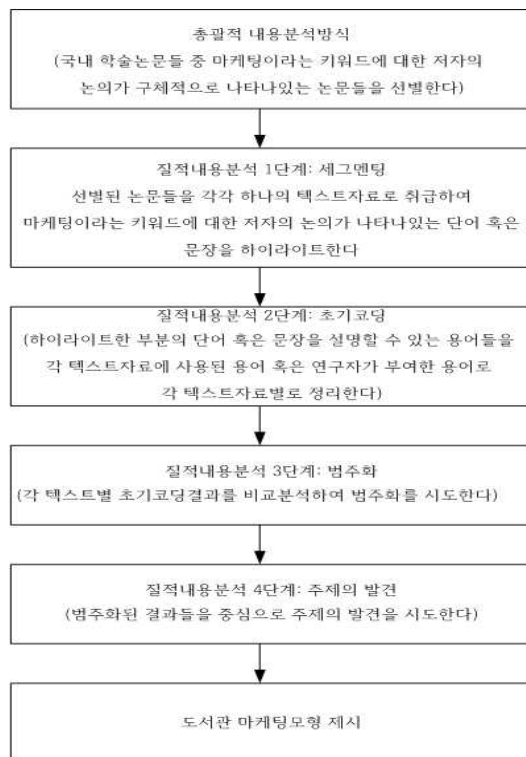 총괄적 내용분석방식
(국내 학술논문들 중 마케팅이라는 키워드에 대한 저자의
논의가 구체적으로 나타나있는 논문들을 선별한다)
질적내용분석 1단계: 세그멘팅
선별된 논문들을 각각 하나의 텍스트자료로 취급하여
마케팅이라는 키워드에 대한 저자의 논의가 나타나있는 단어 혹은
문장을 하이라이트한다
질적내용분석 2단계: 초기코딩
(하이라이트한 부분의 단어 혹은 문장을 설명할 수 있는 용어들을
각 텍스트자료에 사용된 용어 혹은 연구자가 부여한 용어로
각 텍스트자료별로 정리한다)
질적내용분석 3단계: 범주화
(각 텍스트별 초기코딩결과를 비교분석하여 범주화를 시도한다)
질적내용분석 4단계: 주제의 발견
(범주화된 결과들을 중심으로 주제의 발견을 시도한다)
도서관 마케팅모형 제시